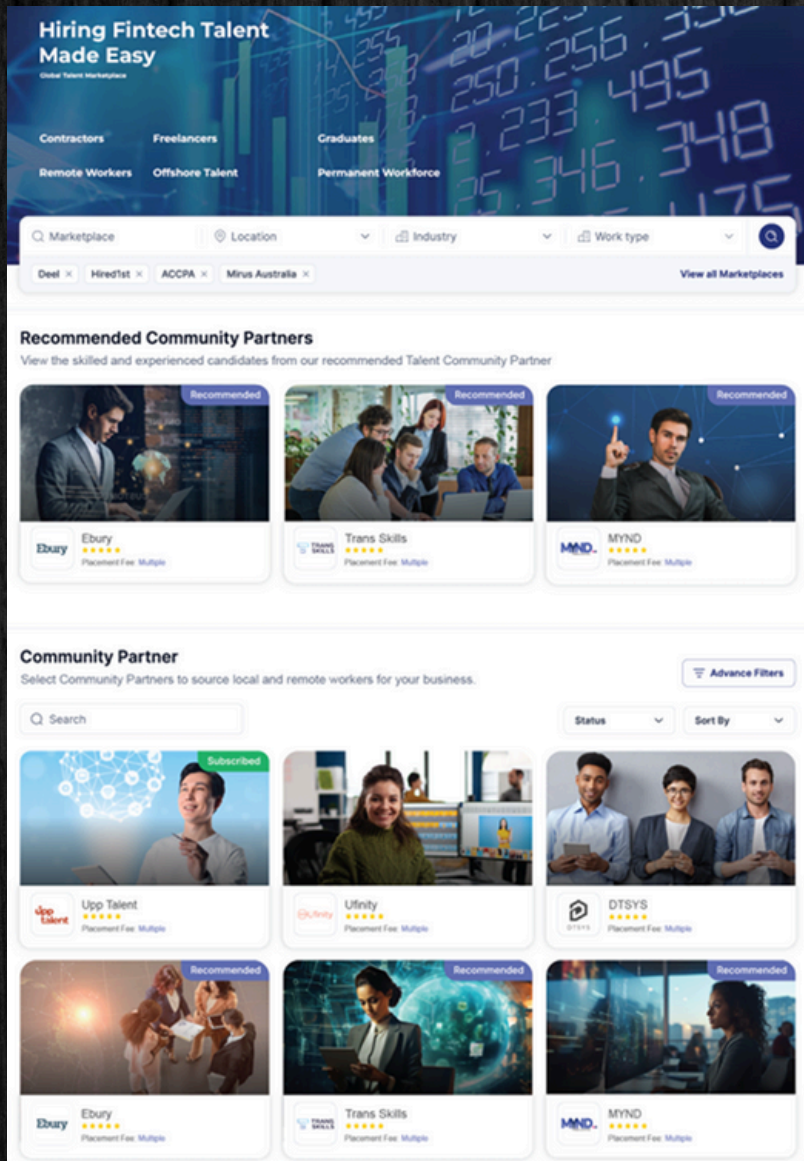 Hiring Fintech Talent
Made Easy
Global Talent Marketplace
Contractors Freelancers Graduates
Remote Workers Offshore Talent Permanent Workforce
Marketplace Location Industry Work type
Deel × Hired1st × ACCPA × Mirus Australia × View all Marketplaces
Recommended Community Partners
View the skilled and experienced candidates from our recommended Talent Community Partner
Recommended Recommended Recommended
Ebury Ebury TRANS SKILLS Trans Skills MYND MYND
Placement Fee: Multiple Placement Fee: Multiple Placement Fee: Multiple
Community Partner
Select Community Partners to source local and remote workers for your business.
Advance Filters
Search Status Sort By
Subscribed
upp talent Upp Talent Ufinity Ufinity DTSYS DTSYS
Placement Fee: Multiple Placement Fee: Multiple Placement Fee: Multiple
Recommended Recommended Recommended
Ebury Ebury TRANS SKILLS Trans Skills MYND MYND
Placement Fee: Multiple Placement Fee: Multiple Placement Fee: Multiple